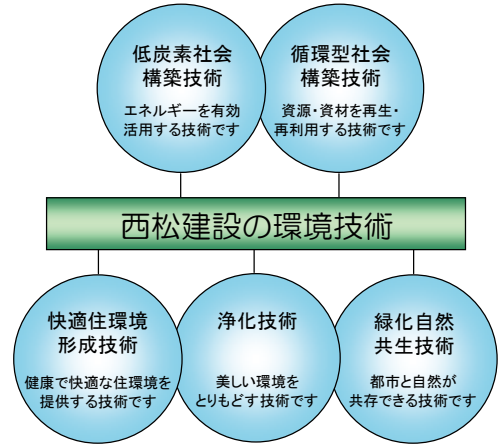 低炭素社会
構築技術
エネルギーを有効
活用する技術です
循環型社会
構築技術
資源・資材を再生・
再利用する技術です
西松建設の環境技術
快適住環境
形成技術
健康で快適な住環境を
提供する技術です
浄化技術
美しい環境を
とりもどす技術です
緑化自然
共生技術
都市と自然が
共存できる技術です